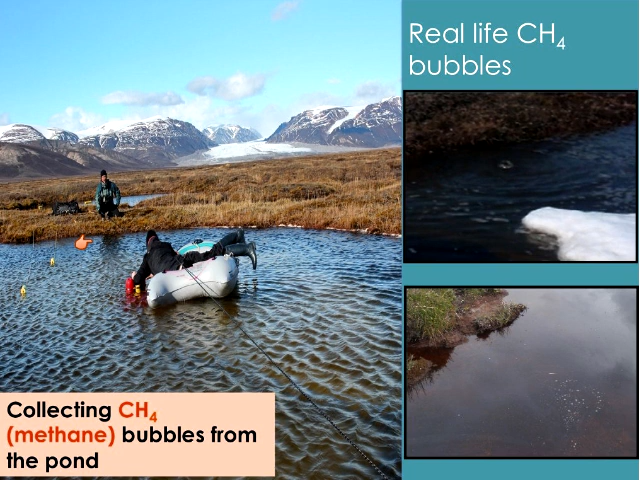 Real life CH₄
bubbles
Collecting CH₄
(methane) bubbles from
the pond